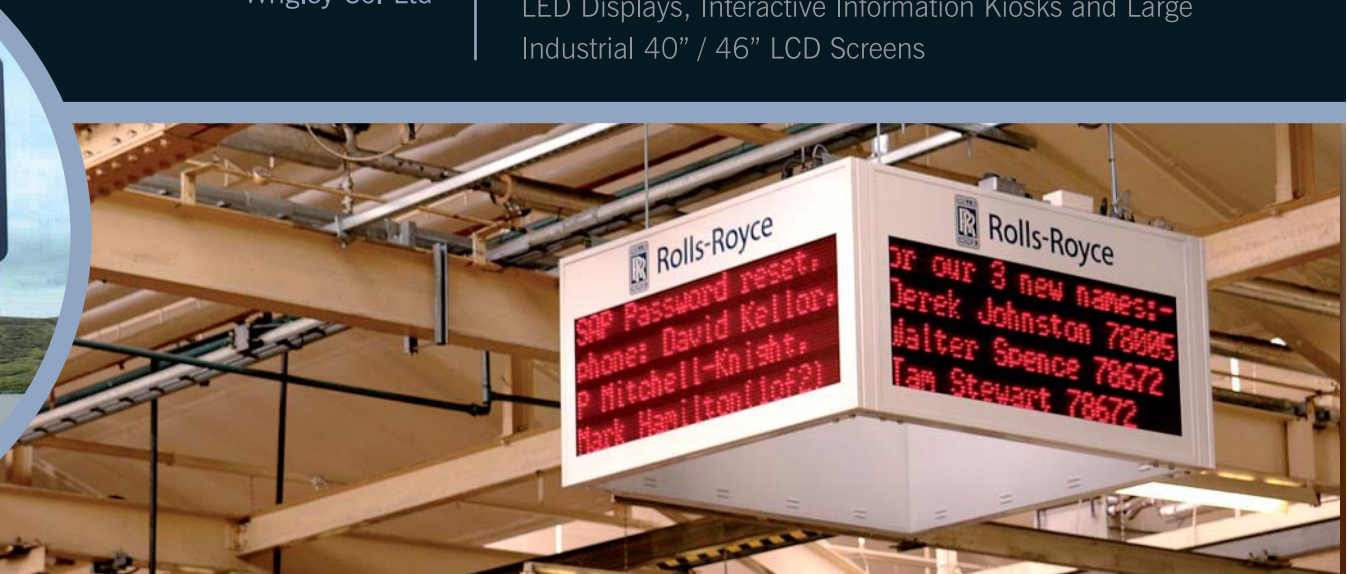 Wrigley Co. Ltd
LED Displays, Interactive Information Kiosks and Large
Industrial 40” / 46” LCD Screens
Rolls-Royce
SAP Password reset.
phone: David Kellor.
p Mitchell-Knight.
Mark Hamilton(1of2)
Rolls-Royce
or our 3 new names:-
Derek Johnston 78005
Walter Spence 78672
Tam Stewart 78672